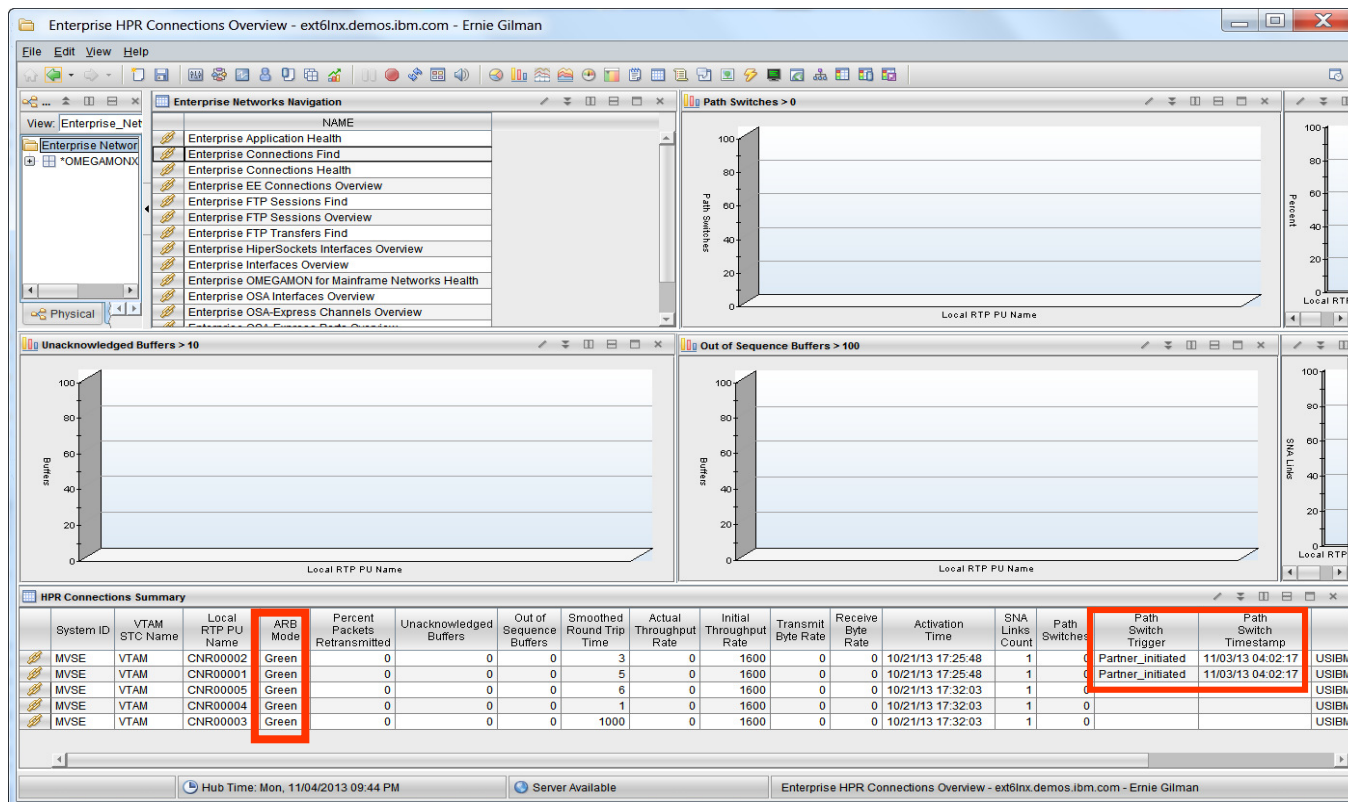 Enterprise HPR Connections Overview - ext6lnx.demos.ibm.com - Ernie Gilman
File Edit View Help
View: Enterprise_Net
Enterprise Networ
*OMEGAMONX
Physical
Enterprise Networks Navigation
NAME
Enterprise Application Health
Enterprise Connections Find
Enterprise Connections Health
Enterprise EE Connections Overview
Enterprise FTP Sessions Find
Enterprise FTP Sessions Overview
Enterprise FTP Transfers Find
Enterprise HiperSockets Interfaces Overview
Enterprise Interfaces Overview
Enterprise OMEGAMON for Mainframe Networks Health
Enterprise OSA Interfaces Overview
Enterprise OSA-Express Channels Overview
Path Switches > 0
100
80
60
40
20
0
Path Switches
Local RTP PU Name
100
80
60
40
20
0
Percent
Local RTP
Unacknowledged Buffers > 10
100
80
60
40
20
0
Buffers
Local RTP PU Name
Out of Sequence Buffers > 100
100
80
60
40
20
0
Buffers
Local RTP PU Name
100
80
60
40
20
0
SNA Links
Local RTP
HPR Connections Summary
System ID VTAM STC Name Local RTP PU Name ARB Mode Percent Packets Retransmitted Unacknowledged Buffers Out of Sequence Buffers Smoothed Round Trip Time Actual Throughput Rate Initial Throughput Rate Transmit Byte Rate Receive Byte Rate Activation Time SNA Links Count Path Switches Path Switch Trigger Path Switch Timestamp
MVSE VTAM CNR00002 Green 0 0 0 3 0 1600 0 0 10/21/13 17:25:48 1 0 Partner_initiated 11/03/13 04:02:17 USIBM
MVSE VTAM CNR00001 Green 0 0 0 5 0 1600 0 0 10/21/13 17:25:48 1 0 Partner_initiated 11/03/13 04:02:17 USIBM
MVSE VTAM CNR00005 Green 0 0 0 6 0 1600 0 0 10/21/13 17:32:03 1 0 USIBM
MVSE VTAM CNR00004 Green 0 0 0 1 0 1600 0 0 10/21/13 17:32:03 1 0 USIBM
MVSE VTAM CNR00003 Green 0 0 0 1000 0 1600 0 0 10/21/13 17:32:03 1 0 USIBM
Hub Time: Mon, 11/04/2013 09:44 PM
Server Available
Enterprise HPR Connections Overview - ext6lnx.demos.ibm.com - Ernie Gilman